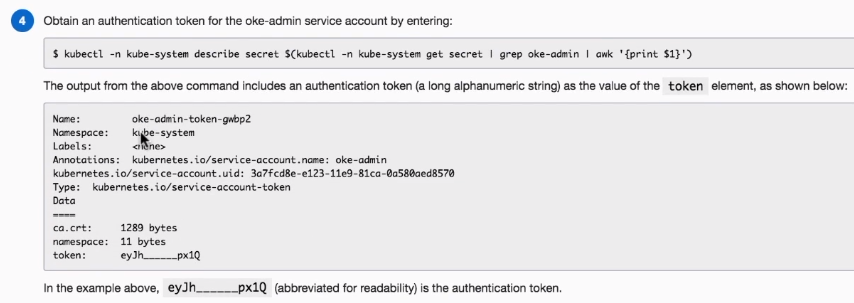 4 Obtain an authentication token for the oke-admin service account by entering:
$ kubectl -n kube-system describe secret $(kubectl -n kube-system get secret | grep oke-admin | awk '{print $1}')
The output from the above command includes an authentication token (a long alphanumeric string) as the value of the token element, as shown below:
Name: oke-admin-token-gwbp2
Namespace: kube-system
Labels: <none>
Annotations: kubernetes.io/service-account.name: oke-admin
kubernetes.io/service-account.uid: 3a7fcd8e-e123-11e9-81ca-0a580aed8570
Type: kubernetes.io/service-account-token
Data
====
ca.crt: 1289 bytes
namespace: 11 bytes
token: eyJh______px1Q
In the example above, eyJh______px1Q (abbreviated for readability) is the authentication token.